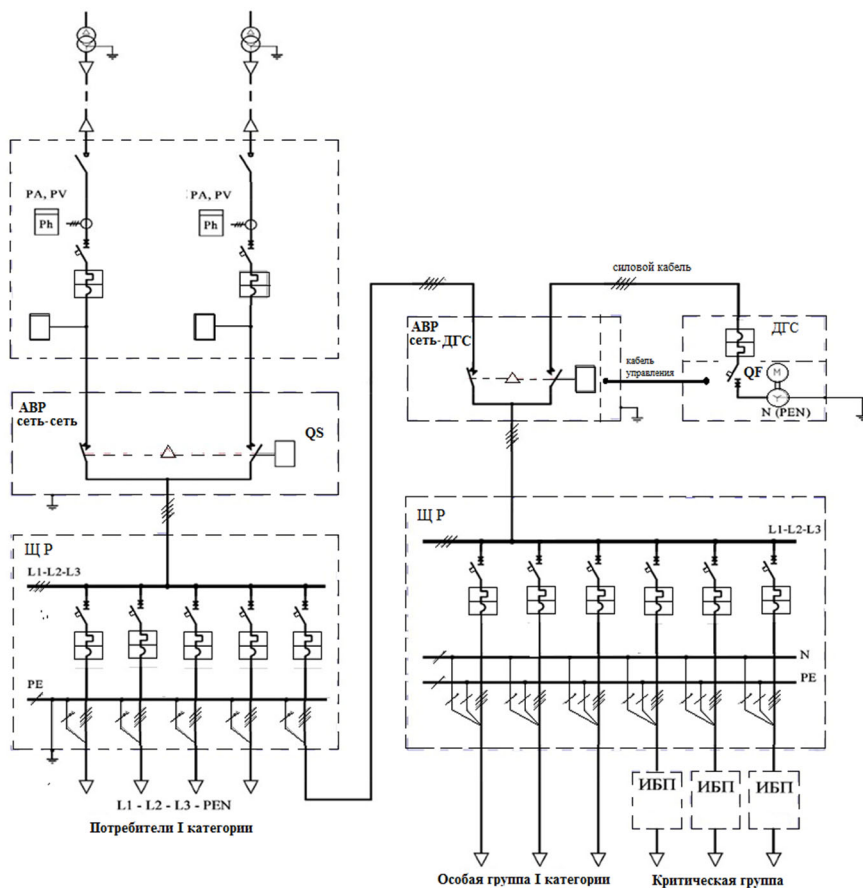 PA, PV
PA, PV
Ph
Ph
силовой кабель
АВР
сеть-ДГС
ДГС
кабель
управления
QF
M
Y
N (PEN)
АВР
сеть-сеть
QS
Щ Р
L1-L2-L3
Щ Р
L1-L2-L3
N
PE
PE
ИБП
ИБП
ИБП
L1 - L2 - L3 - PEN
Потребители I категории
Особая группа I категории
Критическая группа